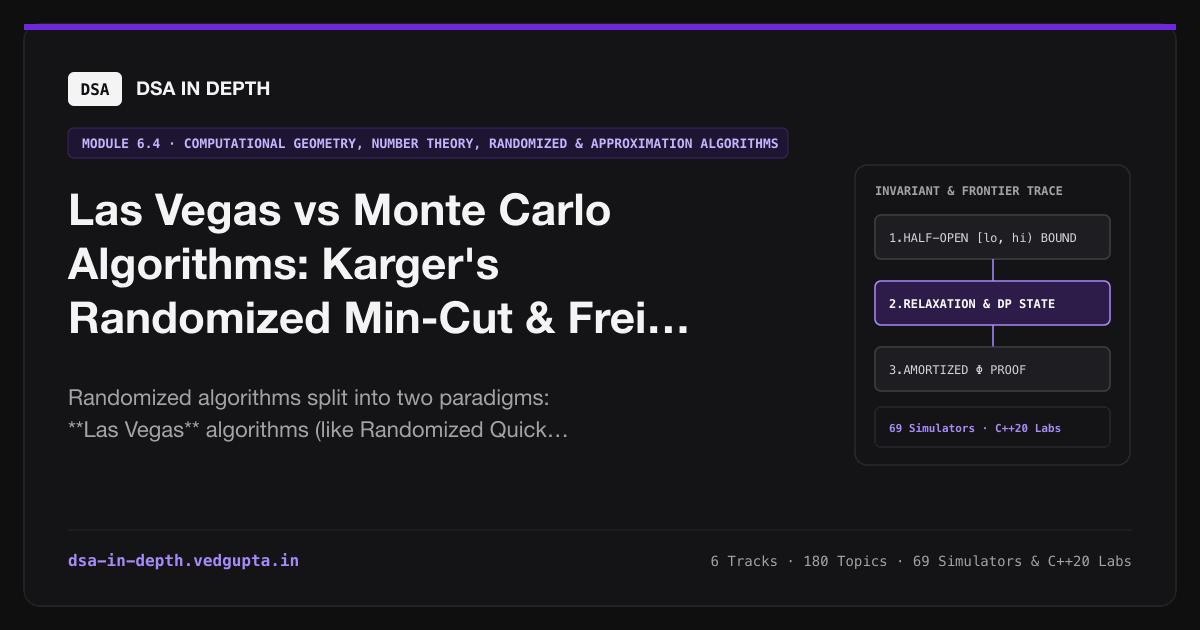 DSA DSA IN DEPTH
MODULE 6.4 · COMPUTATIONAL GEOMETRY, NUMBER THEORY, RANDOMIZED & APPROXIMATION ALGORITHMS
Las Vegas vs Monte Carlo
Algorithms: Karger's
Randomized Min-Cut & Frei...
Randomized algorithms split into two paradigms:
**Las Vegas** algorithms (like Randomized Quick...
INVARIANT & FRONTIER TRACE
1.HALF-OPEN [lo, hi) BOUND
2.RELAXATION & DP STATE
3.AMORTIZED Φ PROOF
69 Simulators · C++20 Labs
dsa-in-depth.vedgupta.in
6 Tracks · 180 Topics · 69 Simulators & C++20 Labs